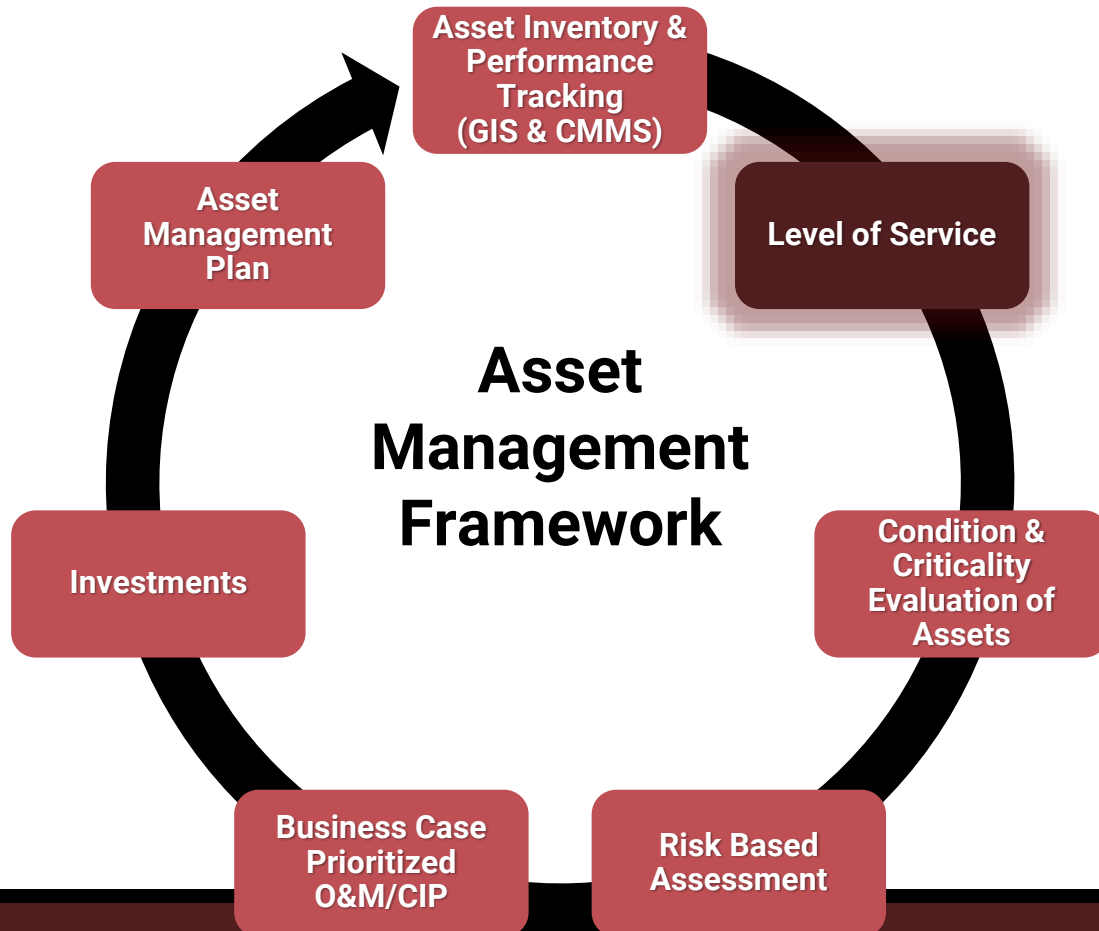 Asset Inventory &
Performance
Tracking
(GIS & CMMS)
Level of Service
Condition &
Criticality
Evaluation of
Assets
Risk Based
Assessment
Business Case
Prioritized
O&M/CIP
Investments
Asset
Management
Plan
Asset
Management
Framework